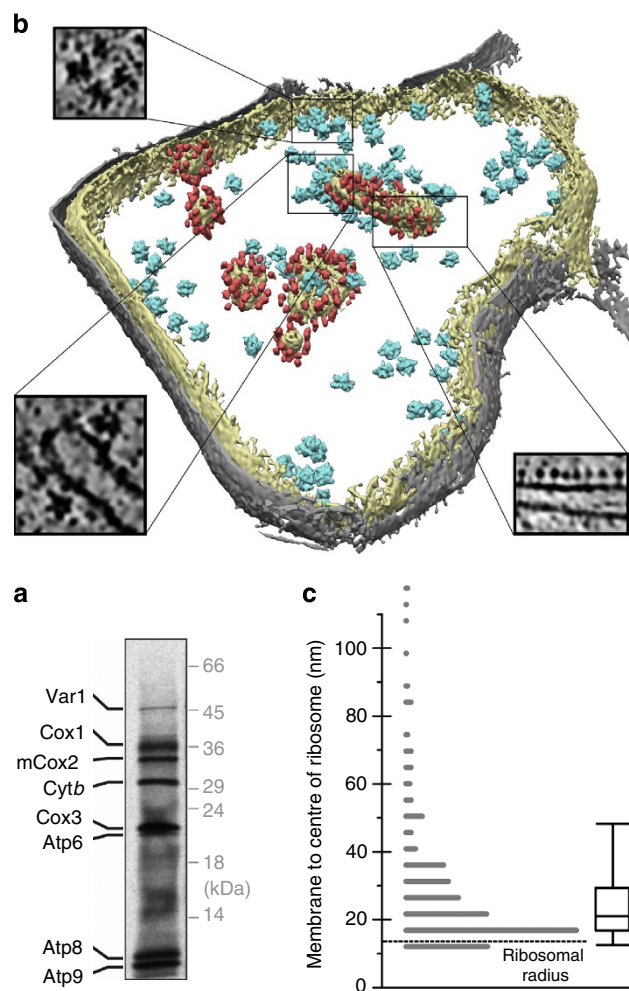 b
a
Var1
Cox1
mCox2
Cytb
Cox3
Atp6
Atp8
Atp9
66
45
36
29
24
18
(kDa)
14
c
Membrane to centre of ribosome (nm)
100
80
60
40
20
0
Ribosomal
radius